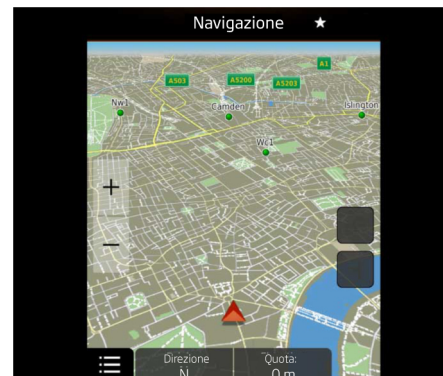 Navigazione
A1
A503 A5200 A5203
Nw1 Camden Islington
Wc1
+
−
Direzione Quota:
N 0 m